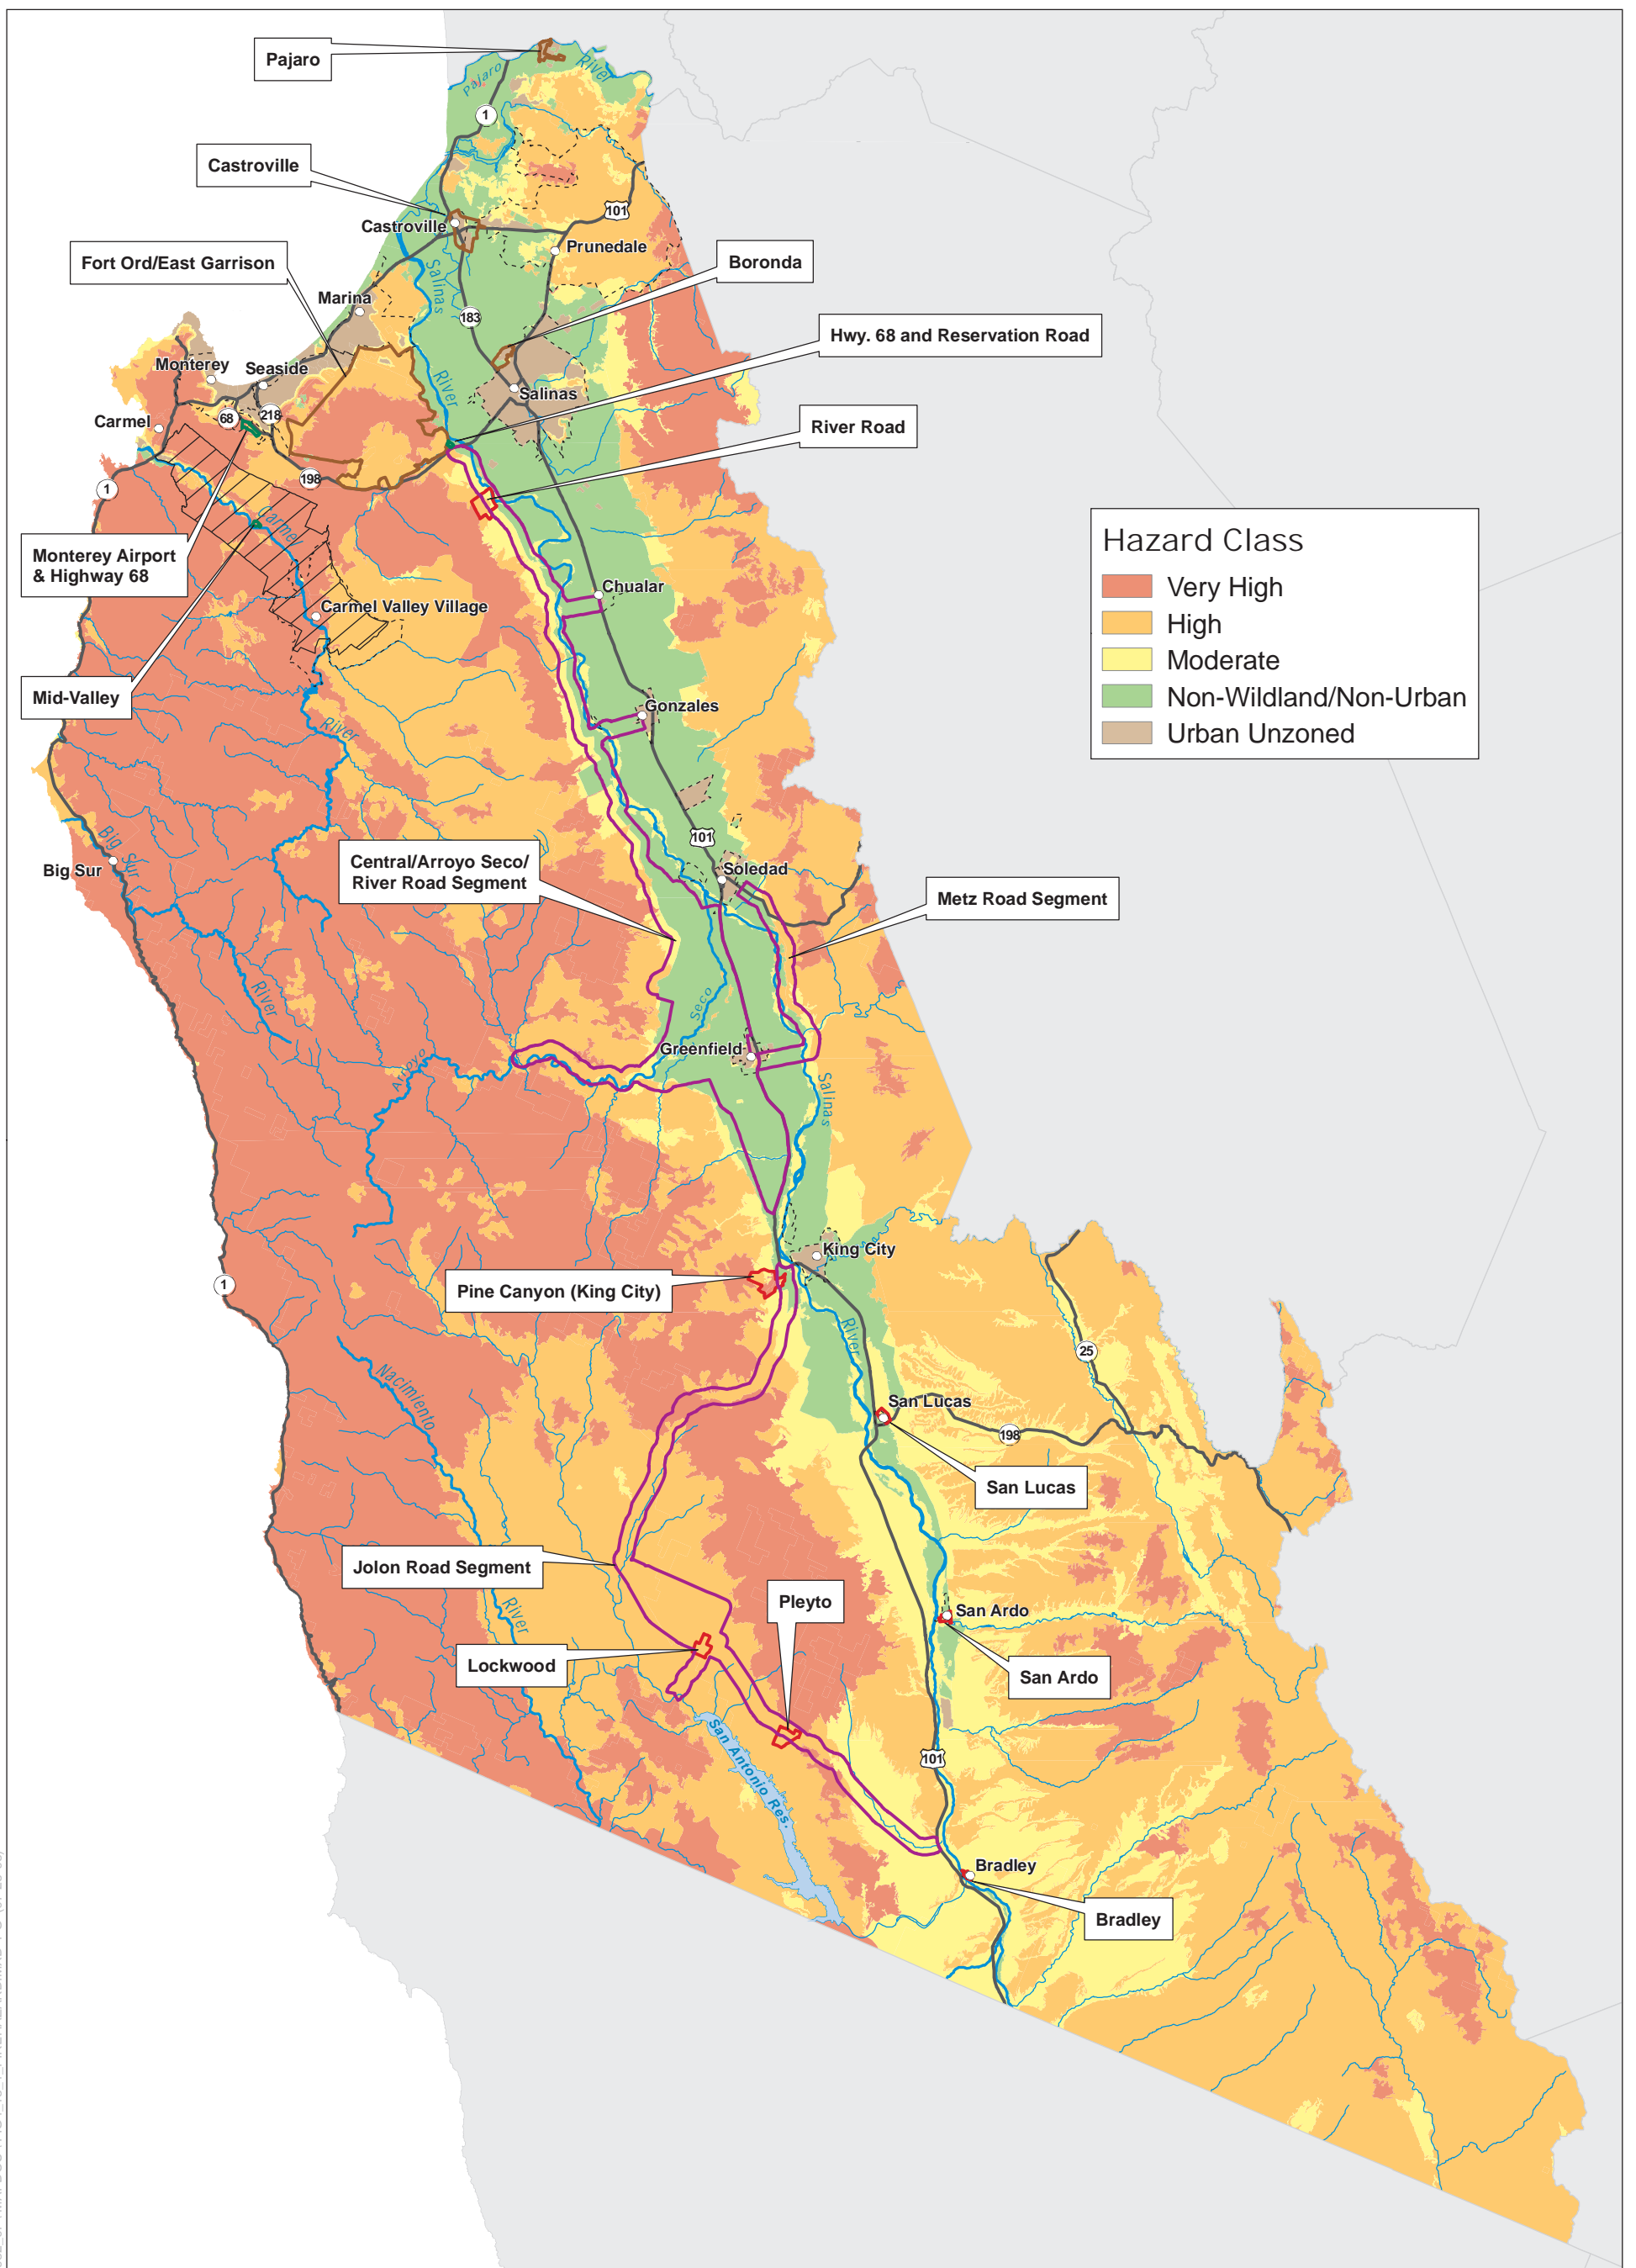 Pajaro
Pajaro
River
1
Castroville
101
Castroville
Prunedale
Fort Ord/East Garrison
Boronda
Salinas
Marina
183
Hwy. 68 and Reservation Road
Monterey
Seaside
River
Salinas
68
218
Carmel
River Road
198
1
Carmel
Hazard Class
Very High
High
Moderate
Non-Wildland/Non-Urban
Urban Unzoned
Monterey Airport
& Highway 68
Chualar
Carmel Valley Village
Mid-Valley
Gonzales
River
101
Big
Sur
Big Sur
Central/Arroyo Seco/
River Road Segment
Soledad
Metz Road Segment
River
Seco
Greenfield
Arroyo
Salinas
King City
Pine Canyon (King City)
1
River
25
Nacimiento
San Lucas
198
San Lucas
Jolon Road Segment
Pleyto
River
San Ardo
Lockwood
San Ardo
San Antonio Res.
101
Bradley
Bradley